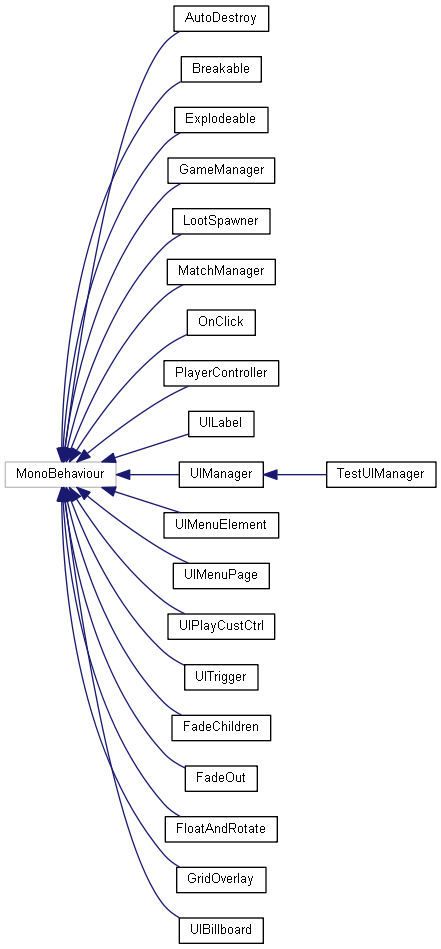 AutoDestroy
Breakable
Explodeable
GameManager
LootSpawner
MatchManager
OnClick
PlayerController
UILabel
MonoBehaviour
UIManager
TestUIManager
UIMenuElement
UIMenuPage
UIPlayCustCtrl
UITrigger
FadeChildren
FadeOut
FloatAndRotate
GridOverlay
UIBillboard